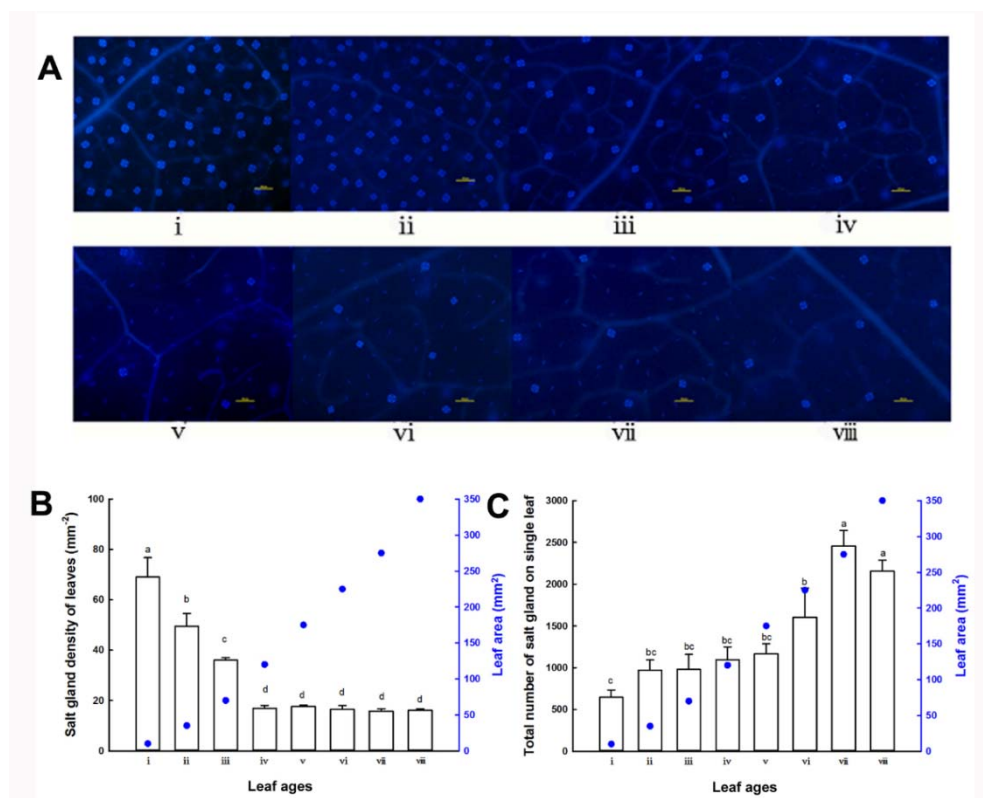 A
i ii iii iv
v vi vii viii
B
C
Salt gland density of leaves (mm-2)
100
80
60
40
20
0
a
b
c
d
d
d
d
d
350
300
250
200
150
100
50
0
Leaf area (mm2)
i ii iii iv v vi vii viii
Leaf ages
Total number of salt gland on single leaf
3000
2500
2000
1500
1000
500
0
c
bc
bc
bc
bc
b
a
a
350
300
250
200
150
100
50
0
Leaf area (mm2)
i ii iii iv v vi vii viii
Leaf ages